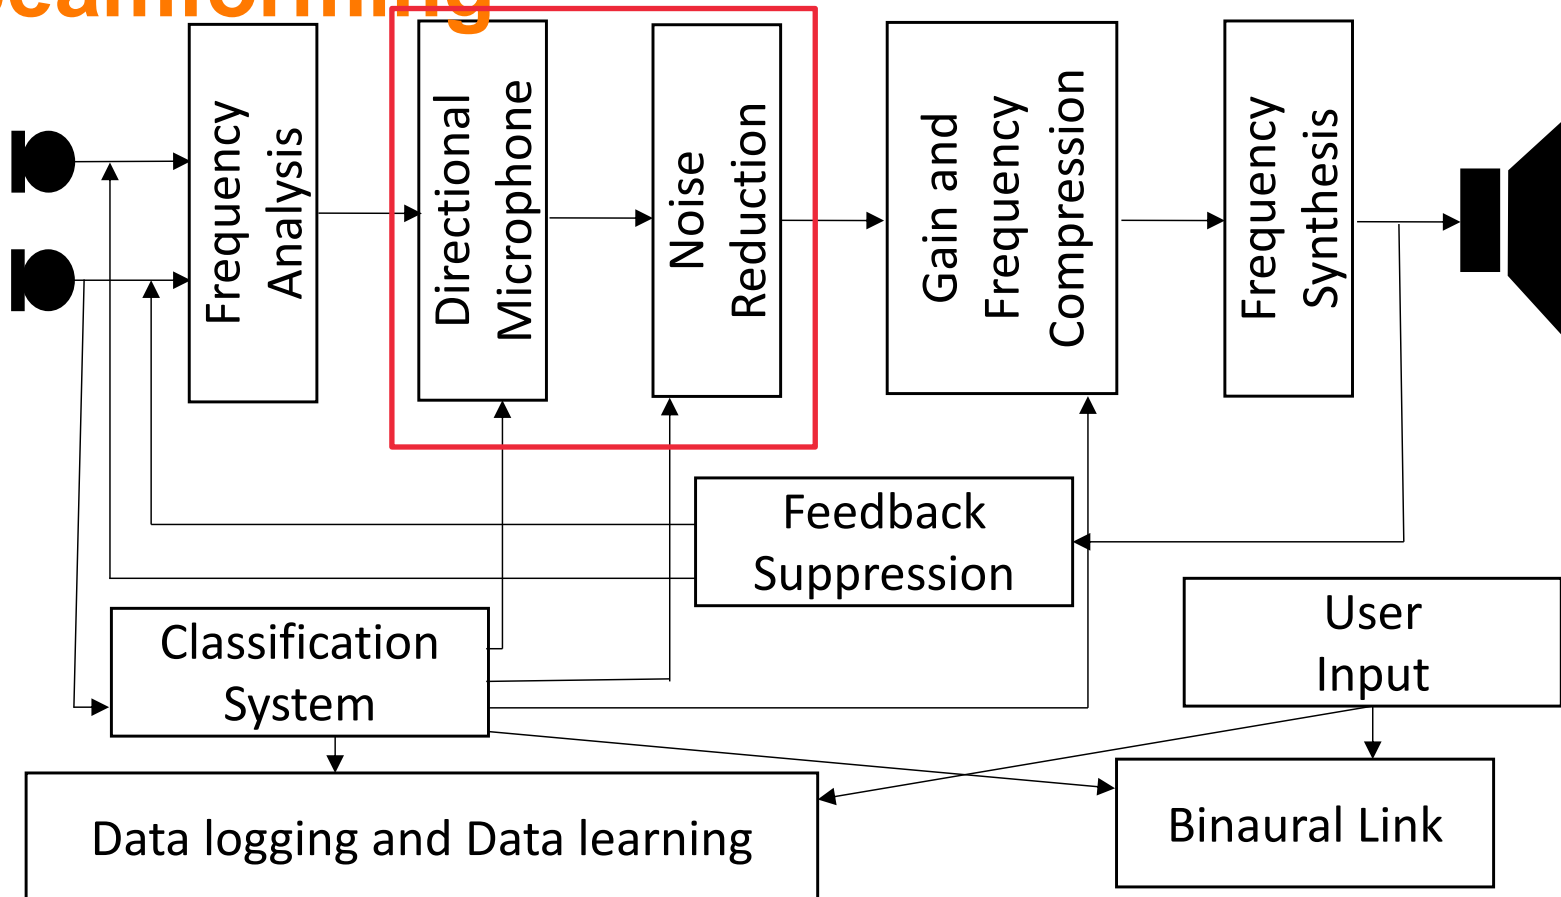 beamforming
Frequency
Analysis
Directional
Microphone
Noise
Reduction
Gain and
Frequency
Compression
Frequency
Synthesis
Feedback
Suppression
Classification
System
User
Input
Data logging and Data learning
Binaural Link